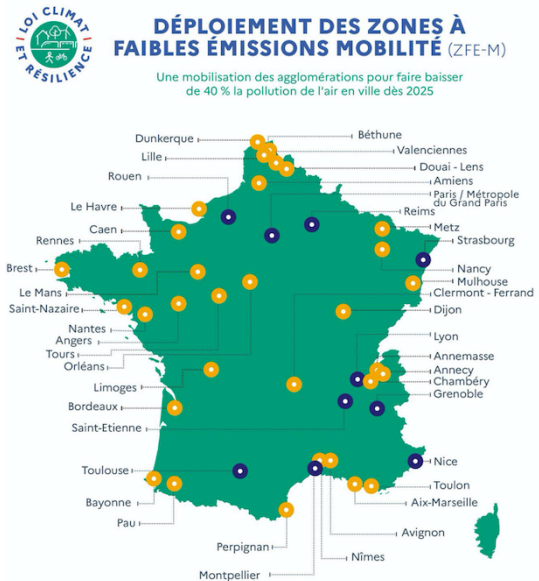 LOI CLIMAT
ET RÉSILIENCE
DÉPLOIEMENT DES ZONES À
FAIBLES ÉMISSIONS MOBILITÉ (ZFE-M)
Une mobilisation des agglomérations pour faire baisser
de 40 % la pollution de l'air en ville dès 2025
Dunkerque
Béthune
Valenciennes
Lille
Douai - Lens
Rouen
Amiens
Paris / Métropole
du Grand Paris
Le Havre
Reims
Caen
Metz
Rennes
Strasbourg
Brest
Nancy
Mulhouse
Le Mans
Clermont - Ferrand
Saint-Nazaire
Dijon
Nantes
Lyon
Angers
Tours
Annemasse
Orléans
Annecy
Limoges
Chambéry
Grenoble
Bordeaux
Saint-Etienne
Toulouse
Nice
Toulon
Bayonne
Aix-Marseille
Pau
Avignon
Perpignan
Nîmes
Montpellier